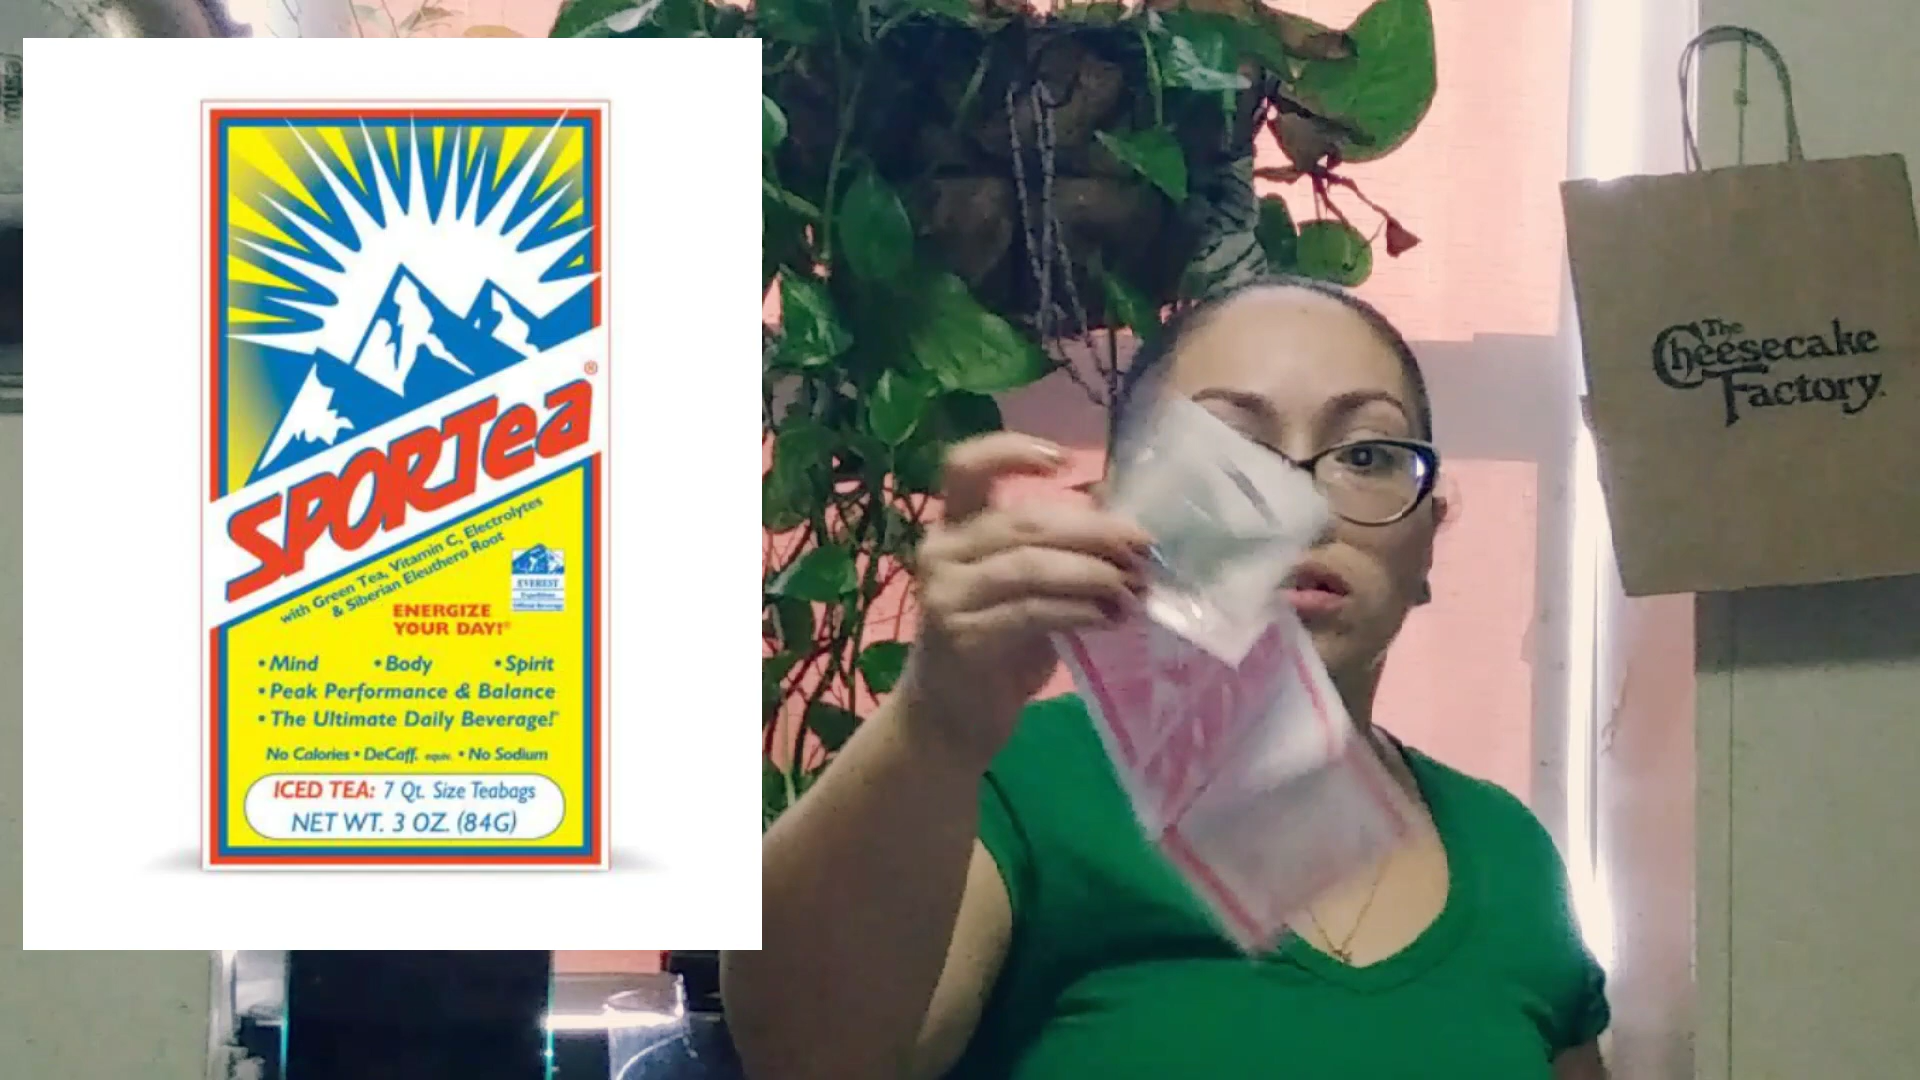 SPORTea®
with Green Tea, Vitamin C, Electrolytes
& Siberian Eleuthero Root
EVEREST
ENERGIZE
YOUR DAY!®
• Mind • Body • Spirit
• Peak Performance & Balance
• The Ultimate Daily Beverage!
No Calories • DeCaff. equiv. • No Sodium
ICED TEA: 7 Qt. Size Teabags
NET WT. 3 OZ. (84G)
The
Cheesecake
Factory.